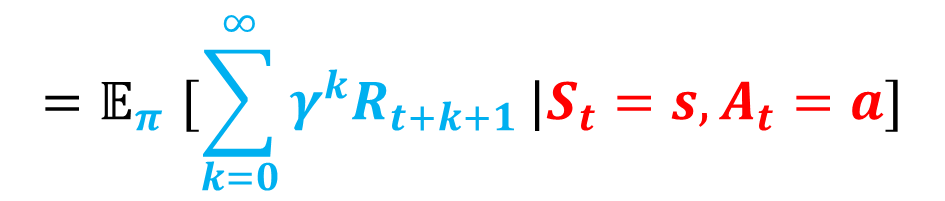 = 𝔼_π [∑_{k=0}^{∞} γ^k R_{t+k+1} | S_t = s, A_t = a]